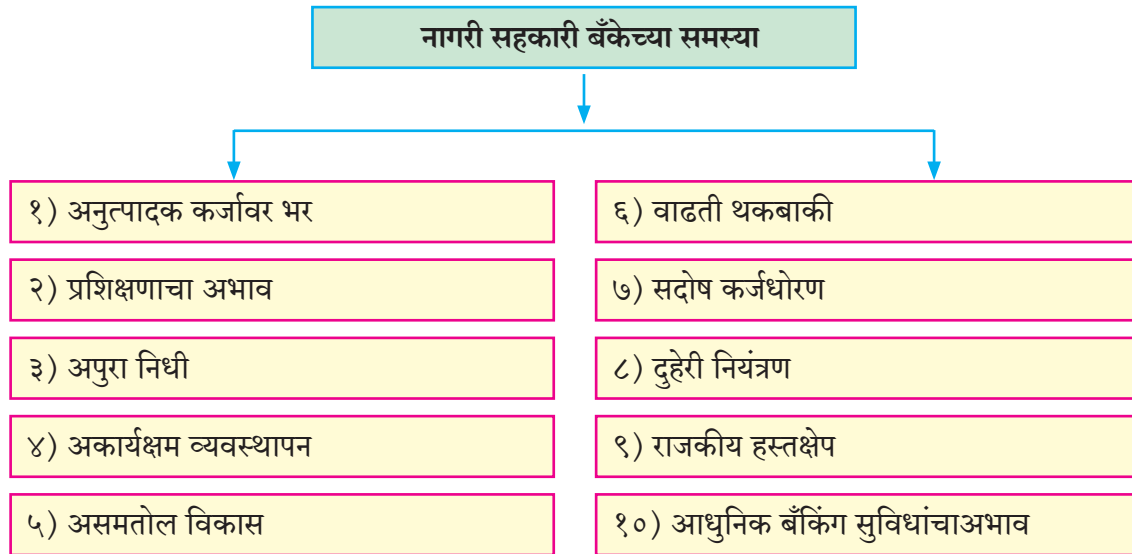 नागरी सहकारी बँकेच्या समस्या
१) अनुत्पादक कर्जावर भर
२) प्रशिक्षणाचा अभाव
३) अपुरा निधी
४) अकार्यक्षम व्यवस्थापन
५) असमतोल विकास
६) वाढती थकबाकी
७) सदोष कर्जधोरण
८) दुहेरी नियंत्रण
९) राजकीय हस्तक्षेप
१०) आधुनिक बँकिंग सुविधांचाअभाव